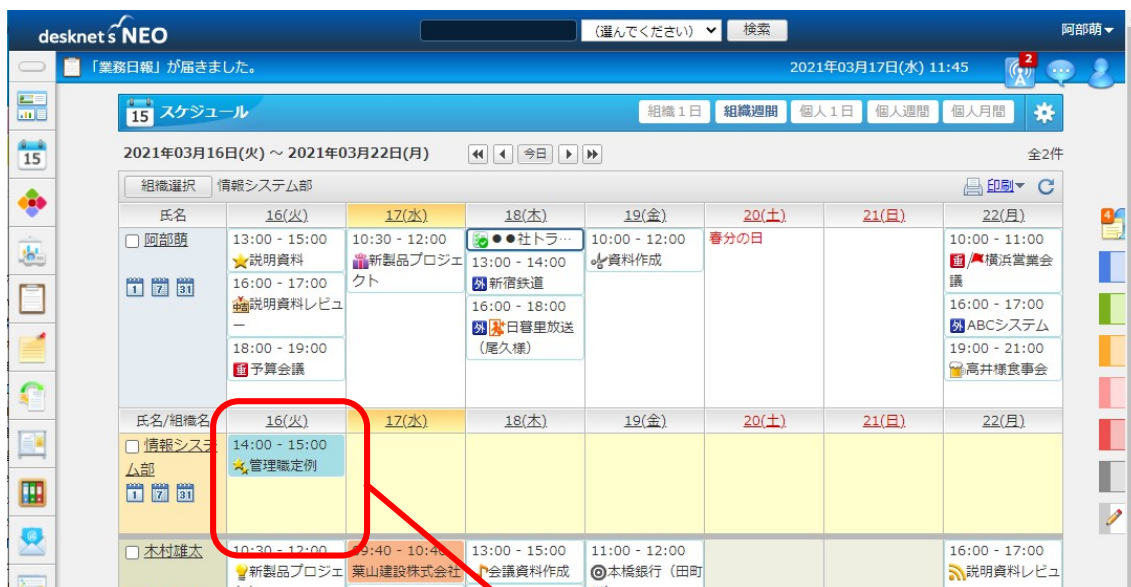 desknet's NEO
(選んでください)
検索
阿部萌
「業務日報」が届きました。
2021年03月17日(水) 11:45
2
15 スケジュール
組織1日
組織週間
個人1日
個人週間
個人月間
15
2021年03月16日(火) ~ 2021年03月22日(月)
今日
全2件
組織選択
情報システム部
印刷
氏名 16(火) 17(水) 18(木) 19(金) 20(土) 21(日) 22(月)
4
阿部萌
1 7 31
13:00 - 15:00
説明資料
16:00 - 17:00
説明資料レビュ
ー
18:00 - 19:00
重 予算会議
10:30 - 12:00
新製品プロジェ
クト
●●社トラ…
13:00 - 14:00
外 新宿鉄道
16:00 - 18:00
外 日暮里放送
(尾久様)
10:00 - 12:00
資料作成
春分の日
10:00 - 11:00
重 横浜営業会
議
16:00 - 17:00
外 ABCシステム
19:00 - 21:00
高井様食事会
氏名/組織名 16(火) 17(水) 18(木) 19(金) 20(土) 21(日) 22(月)
情報システ
ム部
1 7 31
14:00 - 15:00
管理職定例
木村雄太
10:30 - 12:00
新製品プロジェ
09:40 - 10:40
葉山建設株式会社
13:00 - 15:00
会議資料作成
11:00 - 12:00
本橋銀行(田町
16:00 - 17:00
説明資料レビュ